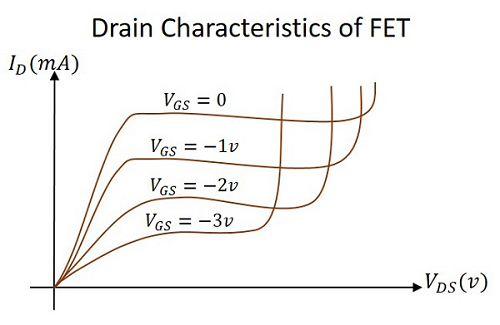 Drain Characteristics of FET
I_D(mA)
V_GS = 0
V_GS = −1v
V_GS = −2v
V_GS = −3v
V_DS(v)